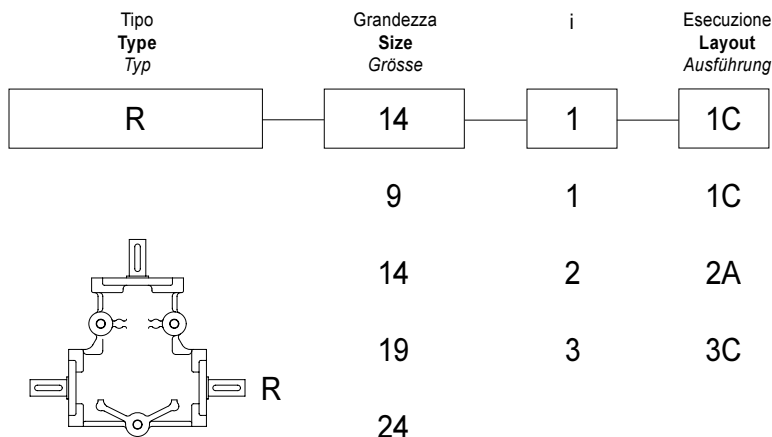 Tipo Grandezza i Esecuzione
Type Size Layout
Typ Grösse Ausführung
R 14 1 1C
9 1 1C
14 2 2A
19 3 3C
R
24